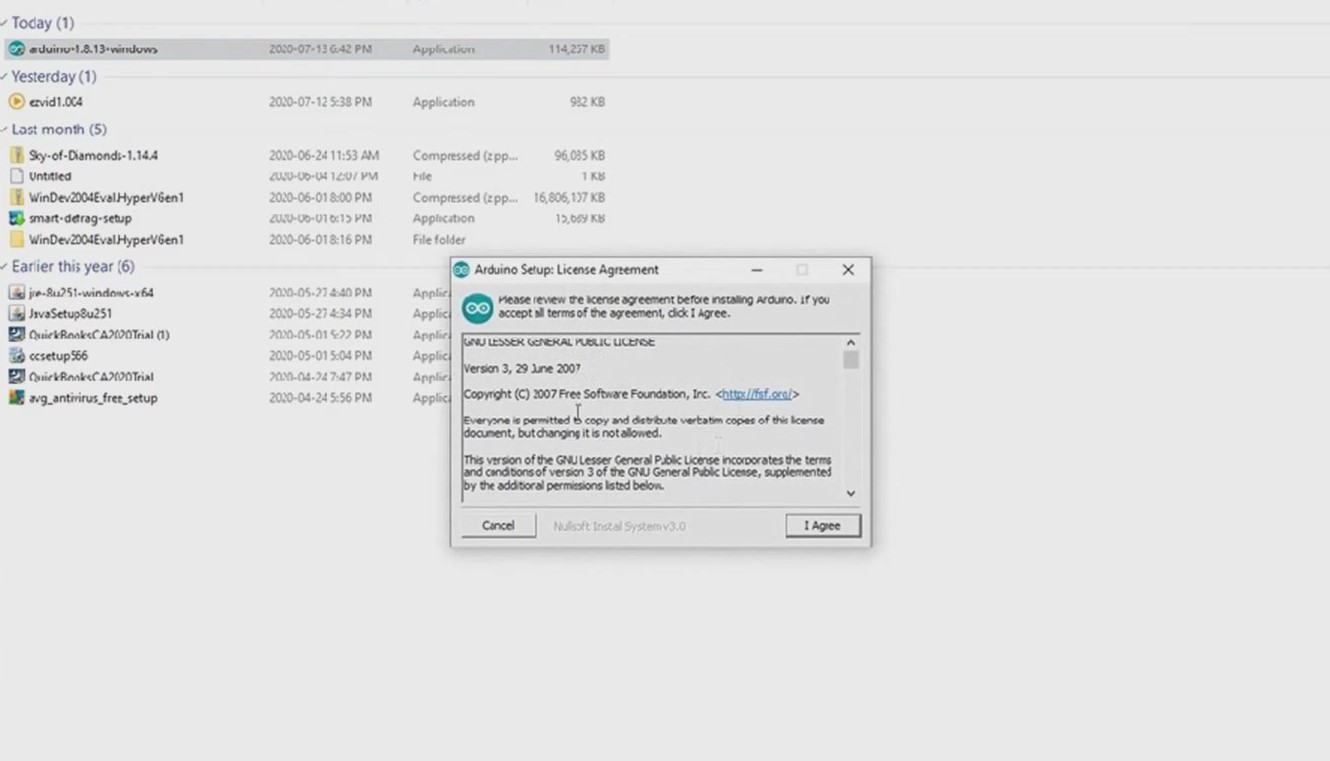 Today (1)
arduino-1.8.13-windows 2020-07-13 6:42 PM Application 114,257 KB
Yesterday (1)
ezvid1.004 2020-07-12 5:38 PM Application 932 KB
Last month (5)
Sky-of-Diamonds-1.14.4 2020-06-24 11:53 AM Compressed (zipp... 96,035 KB
Untitled 2020-06-04 12:07 PM File 1 KB
WinDev2004Eval.HyperVGen1 2020-06-01 8:00 PM Compressed (zipp... 16,806,137 KB
smart-defrag-setup 2020-06-01 6:15 PM Application 15,669 KB
WinDev2004Eval.HyperVGen1 2020-06-01 8:16 PM File folder
Earlier this year (6)
jre-8u251-windows-x64 2020-05-27 4:40 PM Applic
JavaSetup8u251 2020-05-27 4:34 PM Applic
QuickBooksCA2020Trial (1) 2020-05-01 5:22 PM Applic
ccsetup566 2020-05-01 5:04 PM Applic
QuickBooksCA2020Trial 2020-04-24 7:47 PM Applic
avg_antivirus_free_setup 2020-04-24 5:56 PM Applic
Arduino Setup: License Agreement
Please review the license agreement before installing Arduino. If you
accept all terms of the agreement, click I Agree.
GNU LESSER GENERAL PUBLIC LICENSE
Version 3, 29 June 2007
Copyright (C) 2007 Free Software Foundation, Inc. <http://fsf.org/>
Everyone is permitted to copy and distribute verbatim copies of this license
document, but changing it is not allowed.
This version of the GNU Lesser General Public License incorporates the terms
and conditions of version 3 of the GNU General Public License, supplemented
by the additional permissions listed below.
Cancel
Nullsoft Install System v3.0
I Agree